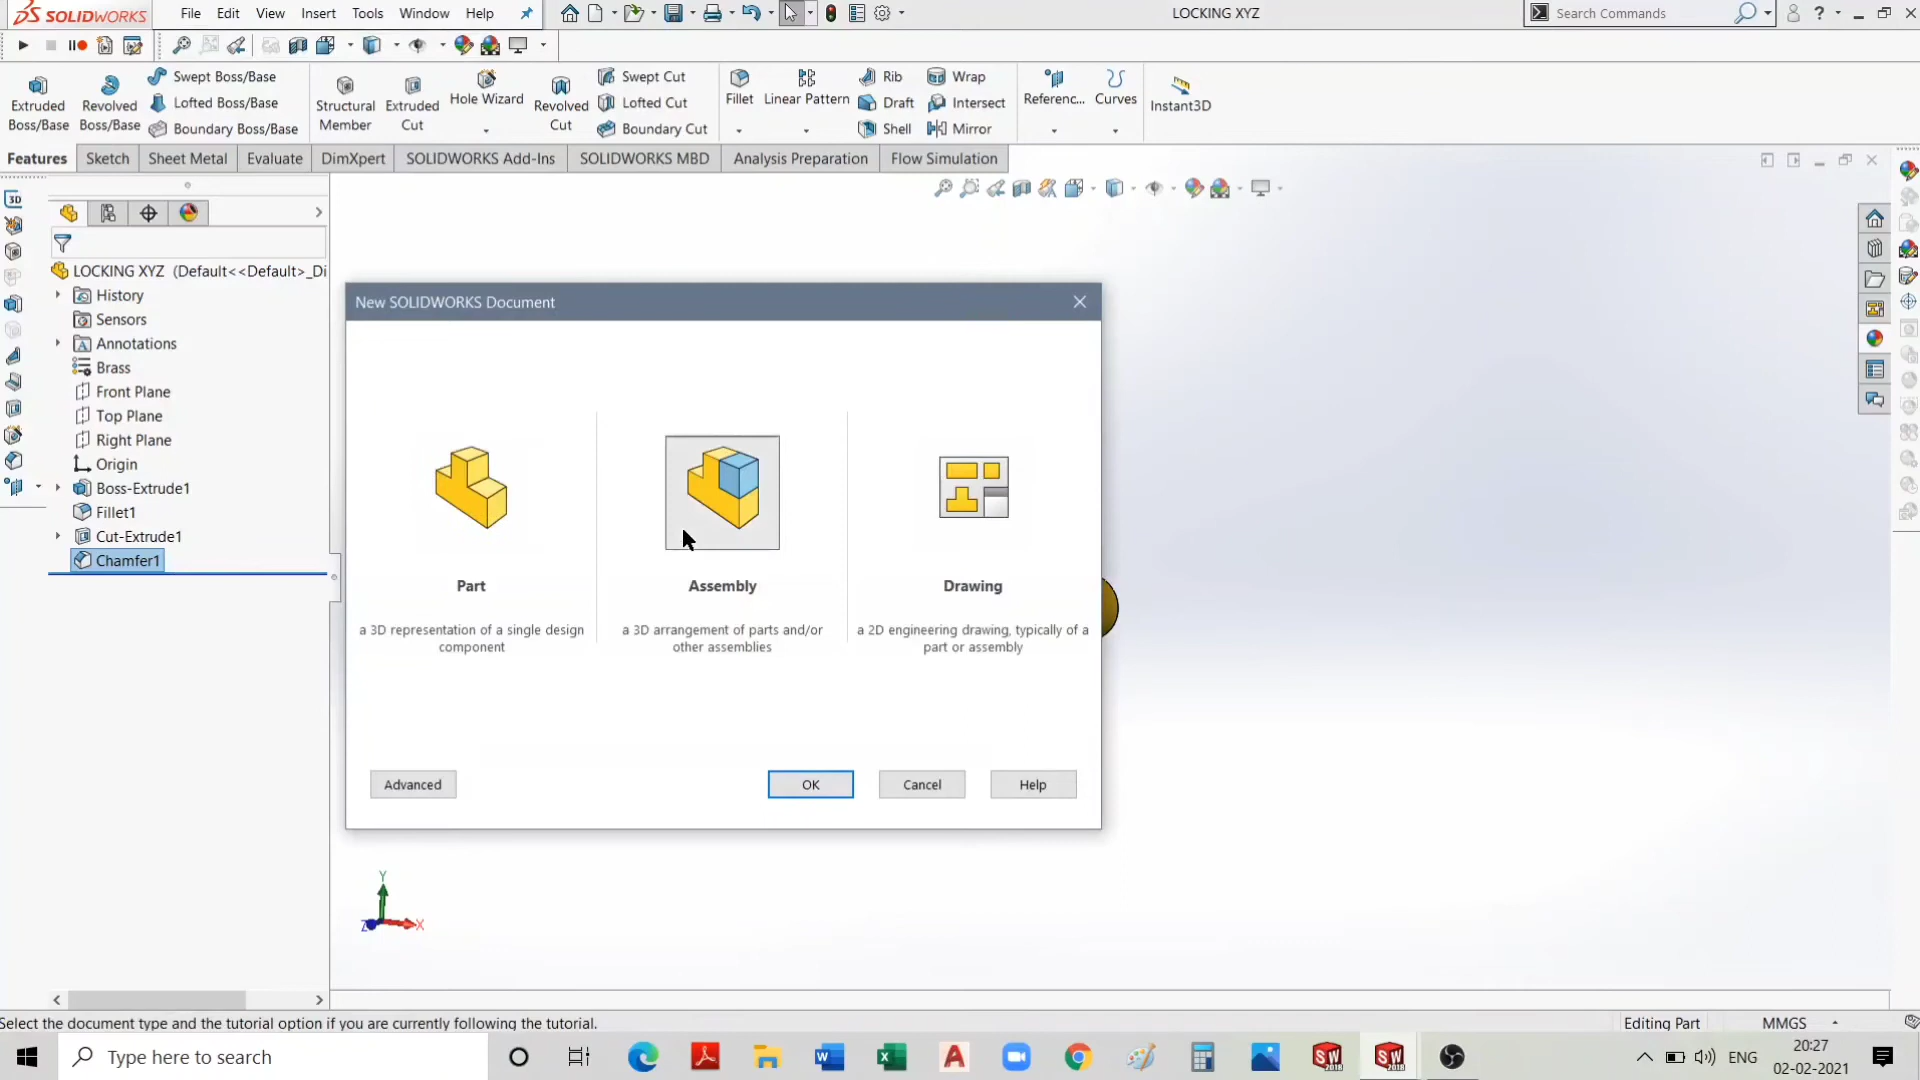 SOLIDWORKS File Edit View Insert Tools Window Help LOCKING XYZ Search Commands ?
Extruded Boss/Base
Revolved Boss/Base
Swept Boss/Base
Lofted Boss/Base
Boundary Boss/Base
Structural Member
Extruded Cut
Hole Wizard
Revolved Cut
Swept Cut
Lofted Cut
Boundary Cut
Fillet
Linear Pattern
Rib
Draft
Shell
Wrap
Intersect
Mirror
Referenc...
Curves
Instant3D
Features Sketch Sheet Metal Evaluate DimXpert SOLIDWORKS Add-Ins SOLIDWORKS MBD Analysis Preparation Flow Simulation
3D
LOCKING XYZ (Default<<Default>_Di
History
Sensors
Annotations
Brass
Front Plane
Top Plane
Right Plane
Origin
Boss-Extrude1
Fillet1
Cut-Extrude1
Chamfer1
New SOLIDWORKS Document
Part
a 3D representation of a single design
component
Assembly
a 3D arrangement of parts and/or
other assemblies
Drawing
a 2D engineering drawing, typically of a
part or assembly
Advanced OK Cancel Help
Y
Z X
Select the document type and the tutorial option if you are currently following the tutorial. Editing Part MMGS
Type here to search
SW 2018 SW 2018
ENG
20:27
02-02-2021